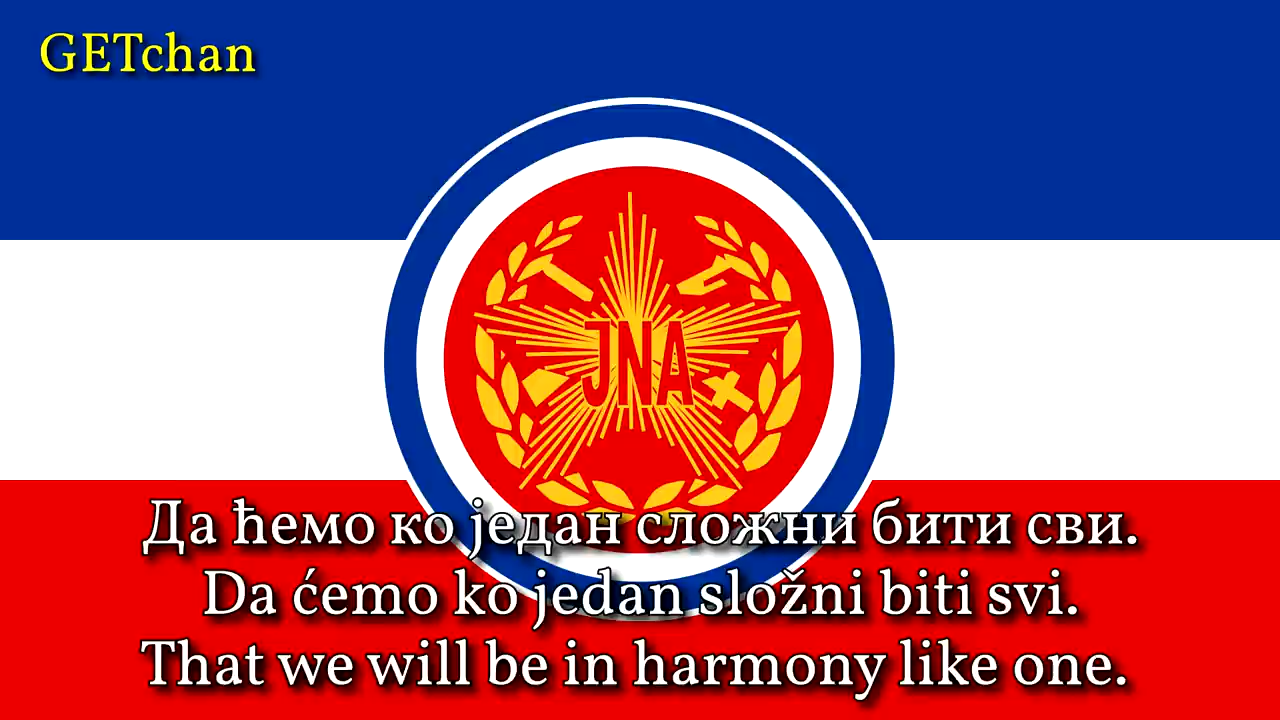 GETchan
JNA
Да ћемо ко један сложни бити сви.
Da ćemo ko jedan složni biti svi.
That we will be in harmony like one.